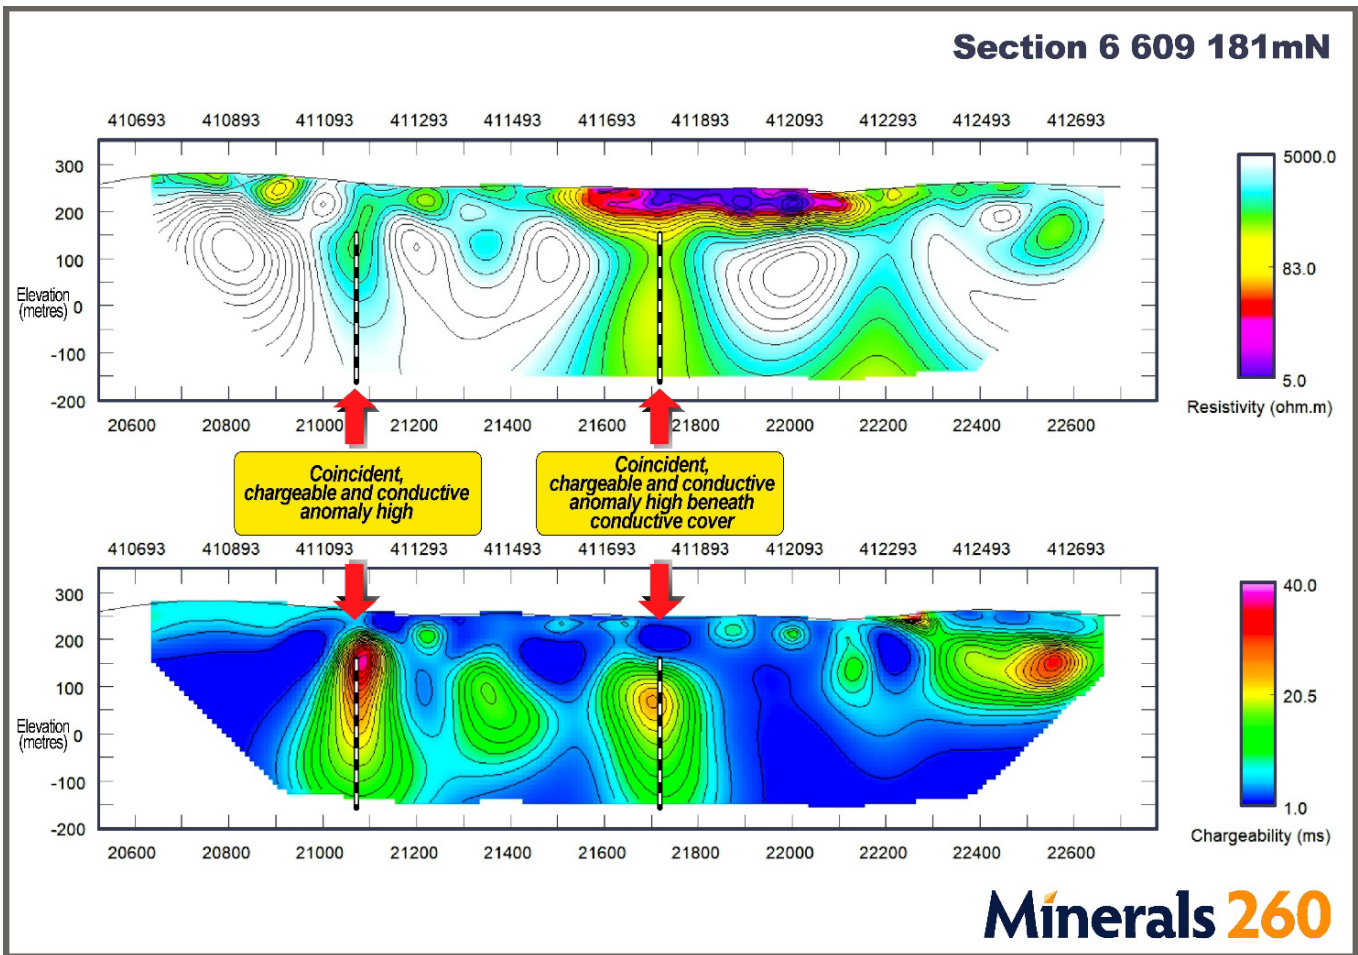 Section 6 609 181mN
410693 410893 411093 411293 411493 411693 411893 412093 412293 412493 412693
300
200
100
0
-100
-200
Elevation
(metres)
20600 20800 21000 21200 21400 21600 21800 22000 22200 22400 22600
5000.0
83.0
5.0
Resistivity (ohm.m)
Coincident,
chargeable and conductive
anomaly high
Coincident,
chargeable and conductive
anomaly high beneath
conductive cover
410693 410893 411093 411293 411493 411693 411893 412093 412293 412493 412693
300
200
100
0
-100
-200
Elevation
(metres)
20600 20800 21000 21200 21400 21600 21800 22000 22200 22400 22600
40.0
20.5
1.0
Chargeability (ms)
Minerals 260